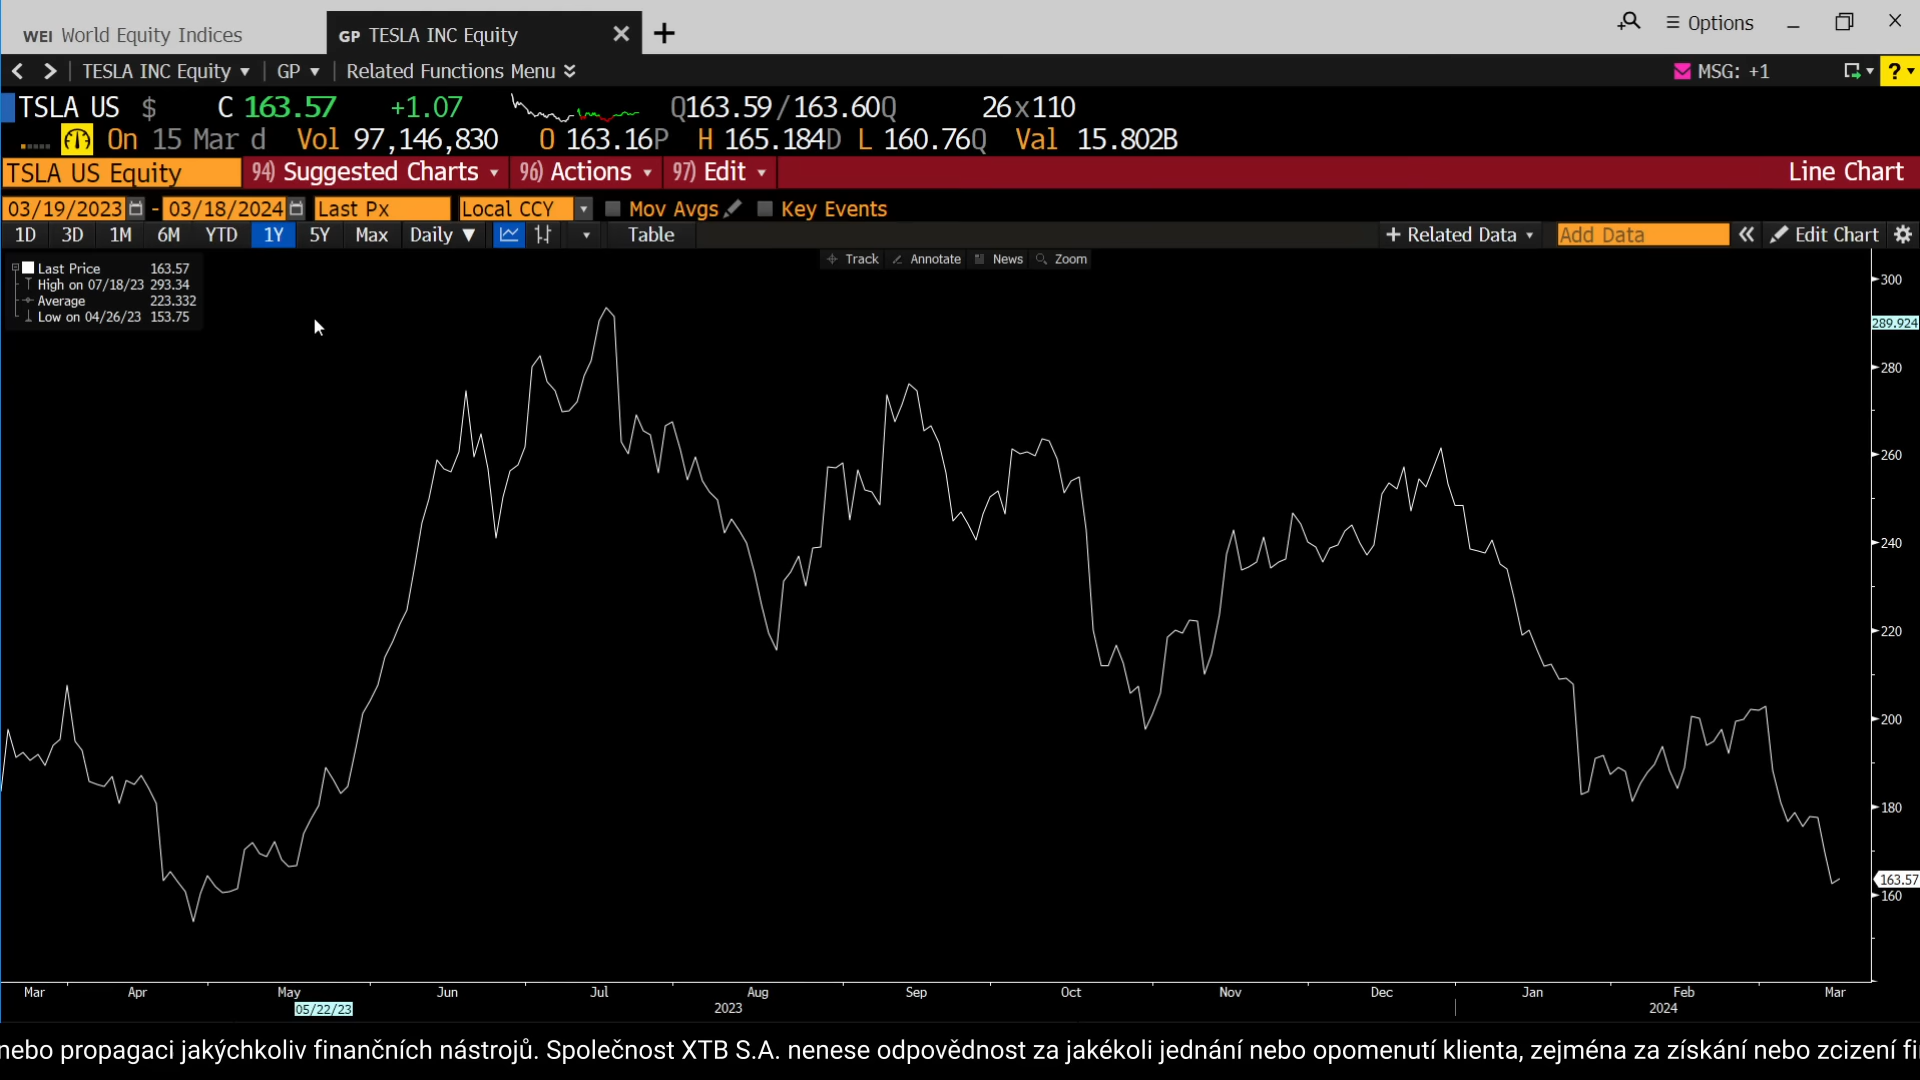 WEI World Equity Indices
GP TESLA INC Equity
Options
TESLA INC Equity
GP
Related Functions Menu
MSG: +1
?
TSLA US $ C 163.57 +1.07 Q163.59/163.60Q 26x110
On 15 Mar d Vol 97,146,830 O 163.16P H 165.184D L 160.76Q Val 15.802B
TSLA US Equity 94) Suggested Charts 96) Actions 97) Edit Line Chart
03/19/2023 - 03/18/2024 Last Px Local CCY Mov Avgs Key Events
1D 3D 1M 6M YTD 1Y 5Y Max Daily Table + Related Data Add Data « Edit Chart
Track Annotate News Zoom
Last Price 163.57
High on 07/18/23 293.34
Average 223.332
Low on 04/26/23 153.75
300
289.924
280
260
240
220
200
180
163.57
160
Mar Apr May Jun Jul Aug Sep Oct Nov Dec Jan Feb Mar
05/22/23 2023 2024
nebo propagaci jakýchkoliv finančních nástrojů. Společnost XTB S.A. nenese odpovědnost za jakékoli jednání nebo opomenutí klienta, zejména za získání nebo zcizení fi